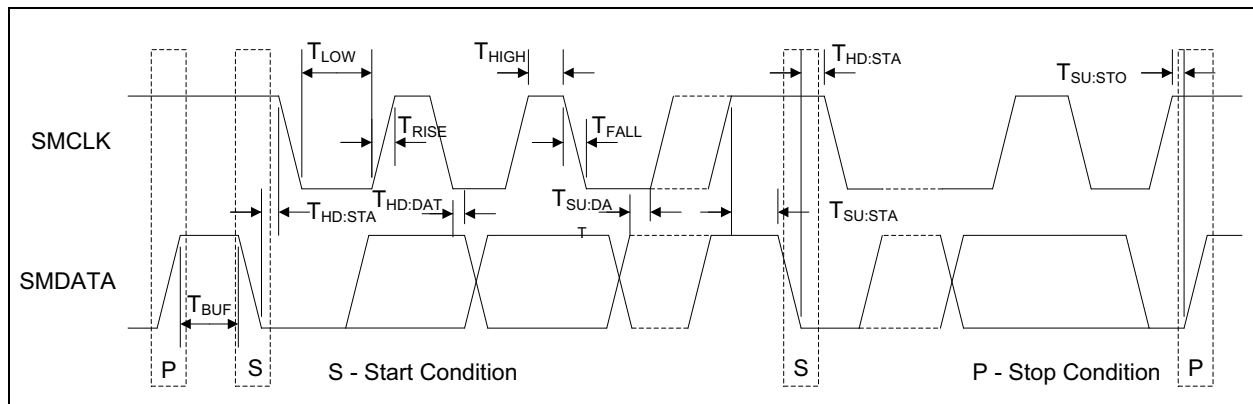 T_LOW
T_HIGH
T_HD:STA
T_SU:STO
SMCLK
T_RISE
T_FALL
T_HD:STA
T_HD:DAT
T_SU:DA
T
T_SU:STA
SMDATA
T_BUF
P
S
S - Start Condition
S
P - Stop Condition
P